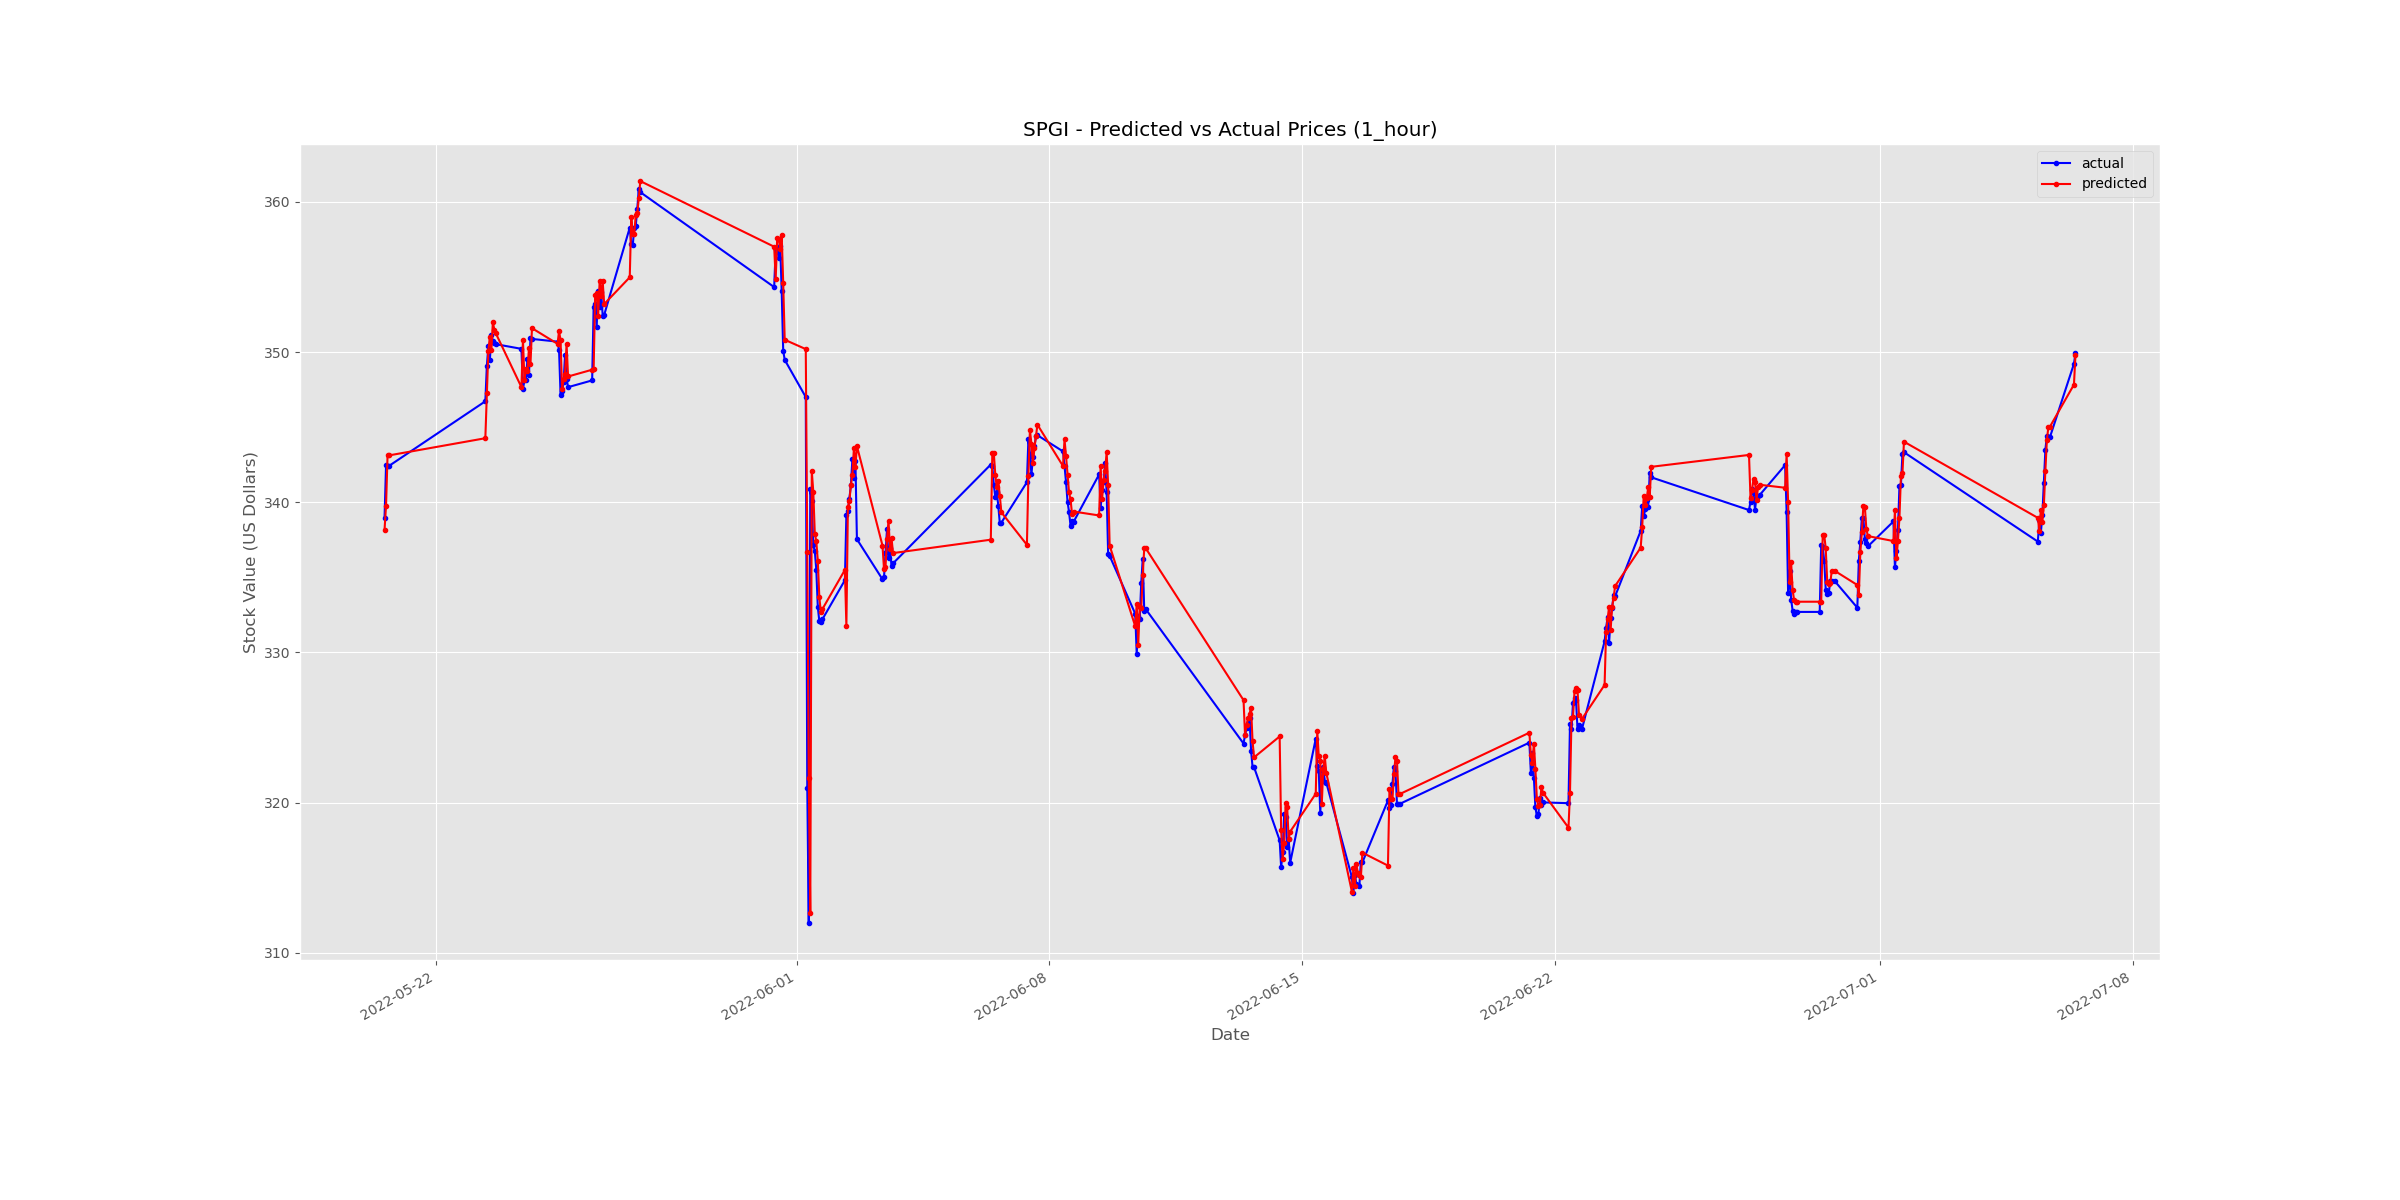 SPGI - Predicted vs Actual Prices (1_hour)
actual
predicted
Stock Value (US Dollars)
360
350
340
330
320
310
2022-05-22
2022-06-01
2022-06-08
2022-06-15
2022-06-22
2022-07-01
2022-07-08
Date